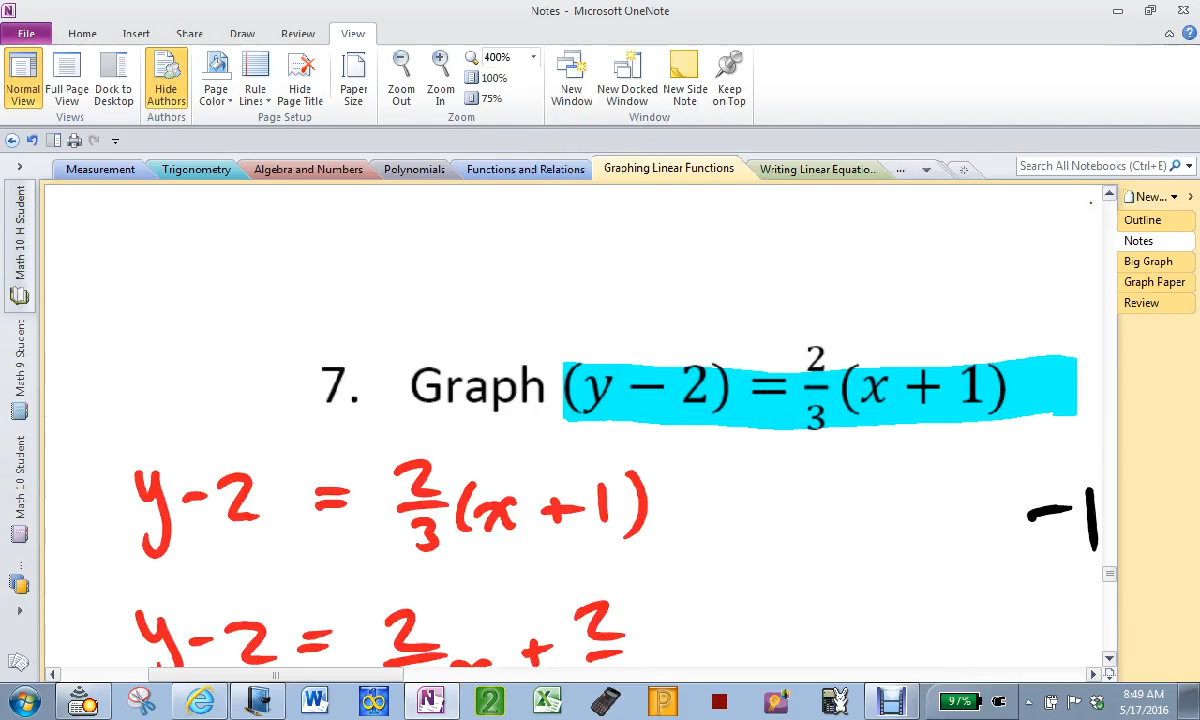 Notes - Microsoft OneNote
File Home Insert Share Draw Review View
Normal View
Full Page View
Dock to Desktop
Views
Hide Authors
Authors
Page Color
Rule Lines
Hide Page Title
Paper Size
Page Setup
Zoom Out
Zoom In
400%
100%
75%
Zoom
New Window
New Docked Window
New Side Note
Keep on Top
Window
Measurement Trigonometry Algebra and Numbers Polynomials Functions and Relations Graphing Linear Functions Writing Linear Equatio... ...
Search All Notebooks (Ctrl+E)
Math 10 H Student
Math 9 Student
Math 10 Student
New...
Outline
Notes
Big Graph
Graph Paper
Review
7. Graph (y − 2) = 2/3 (x + 1)
y - 2 = 2/3 (x + 1)
-1
y - 2 = 2 x + 2
97%
8:49 AM
5/17/2016